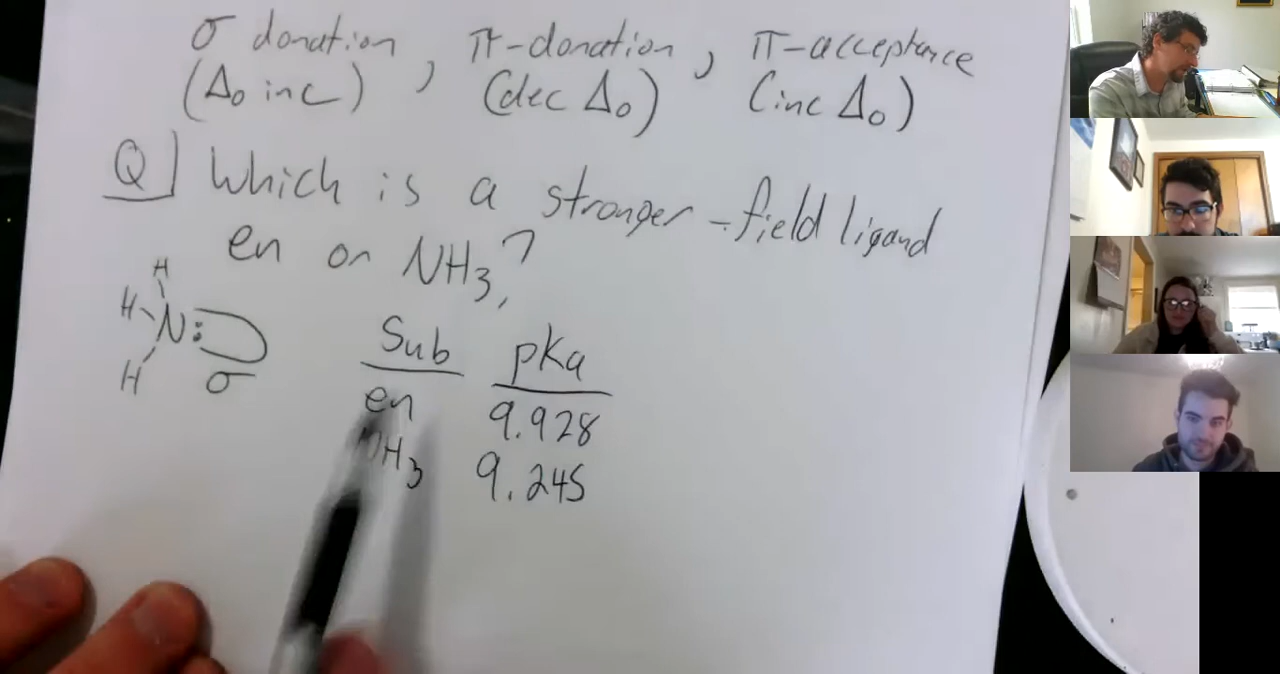 σ donation, π-donation, π-acceptance
(Δo inc) (dec Δo) (inc Δo)
Q] Which is a stronger-field ligand
en or NH3?
H
H N:
H σ
Sub pKa
en 9.928
NH3 9.245